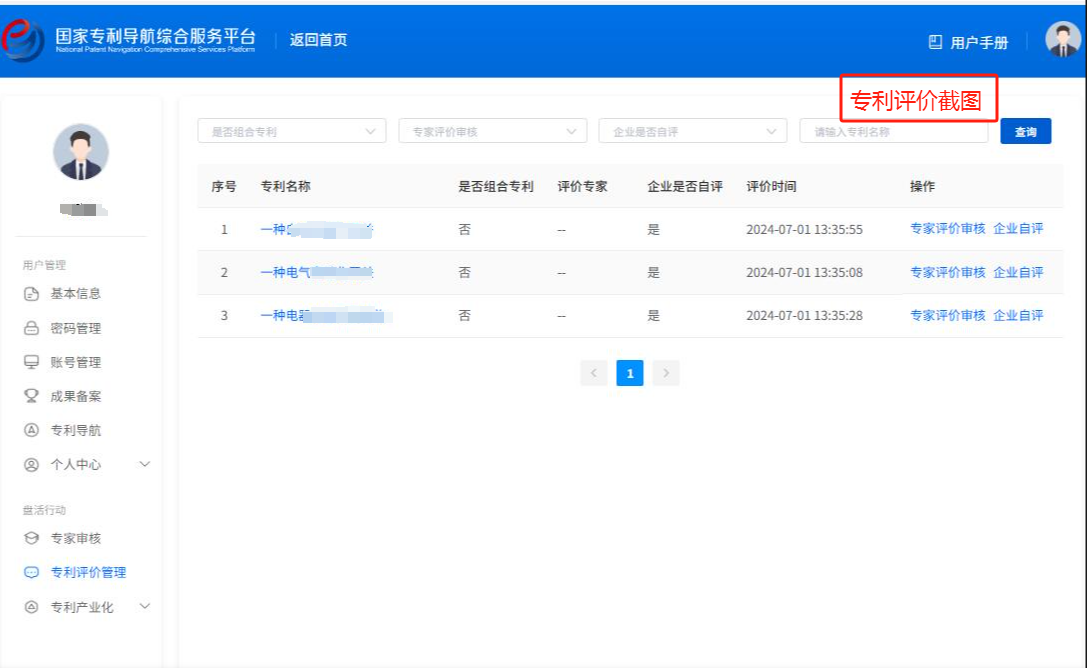 国家专利导航综合服务平台
National Patent Navigation Comprehensive Services Platform
返回首页
用户手册
专利评价截图
是否组合专利
专家评价审核
企业是否自评
请输入专利名称
查询
序号 专利名称 是否组合专利 评价专家 企业是否自评 评价时间 操作
1 一种 否 -- 是 2024-07-01 13:35:55 专家评价审核 企业自评
2 一种电气 否 -- 是 2024-07-01 13:35:08 专家评价审核 企业自评
3 一种电器 否 -- 是 2024-07-01 13:35:28 专家评价审核 企业自评
< 1 >
用户管理
基本信息
密码管理
账号管理
成果备案
专利导航
个人中心
盘活行动
专家审核
专利评价管理
专利产业化